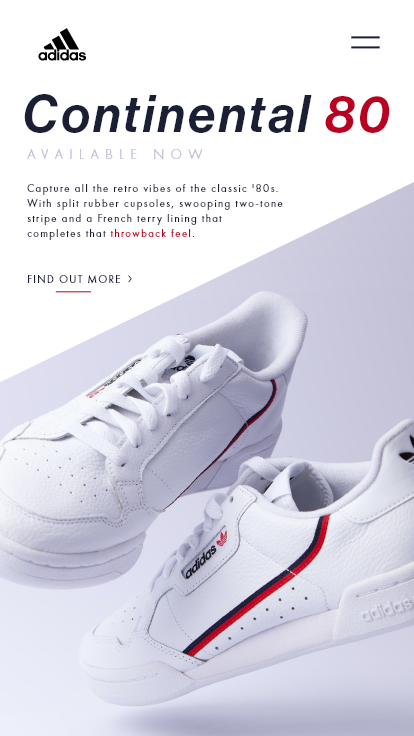 adidas
Continental 80
AVAILABLE NOW
Capture all the retro vibes of the classic '80s.
With split rubber cupsoles, swooping two-tone
stripe and a French terry lining that
completes that throwback feel.
FIND OUT MORE >
adidas
adidas